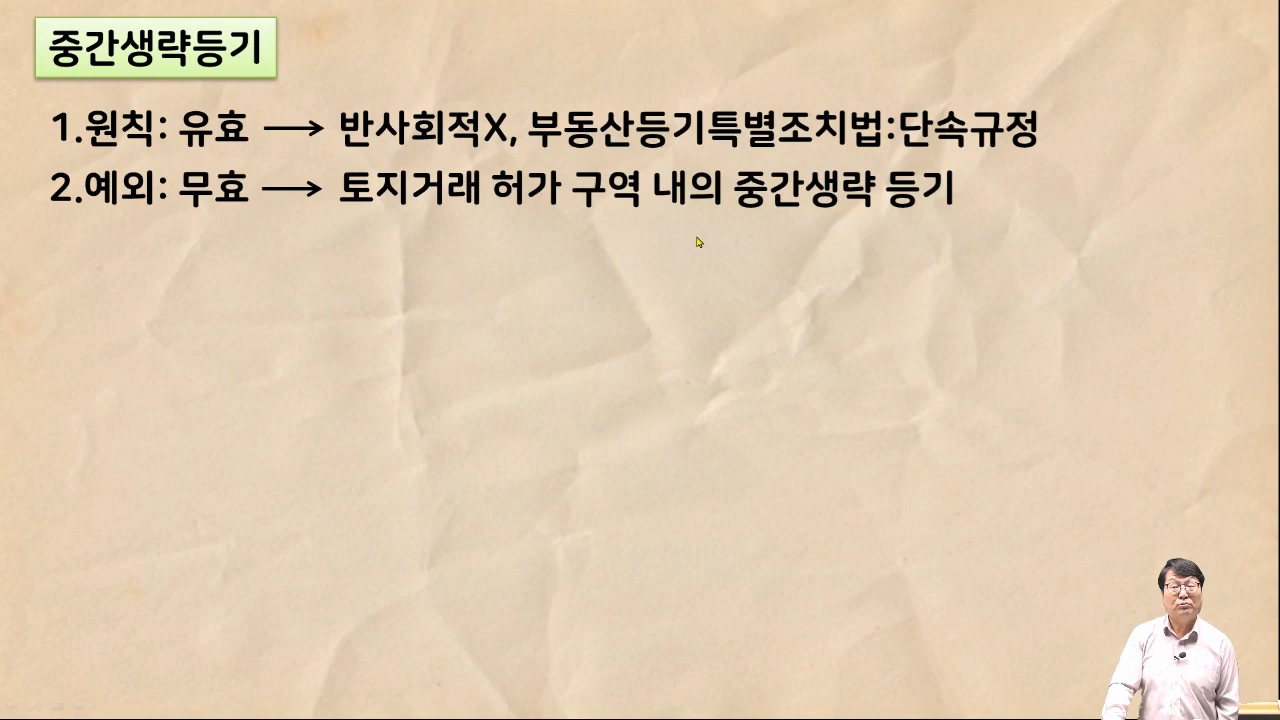 중간생략등기
1.원칙: 유효 → 반사회적X, 부동산등기특별조치법:단속규정
2.예외: 무효 → 토지거래 허가 구역 내의 중간생략 등기